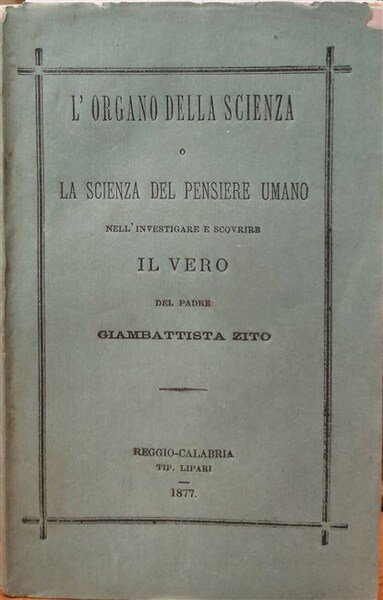 L'ORGANO DELLA SCIENZA
O
LA SCIENZA DEL PENSIERE UMANO
NELL'INVESTIGARE E SCOVRIRE
IL VERO
DEL PADRE
GIAMBATTISTA ZITO
REGGIO-CALABRIA
TIP. LIPARI
1877.